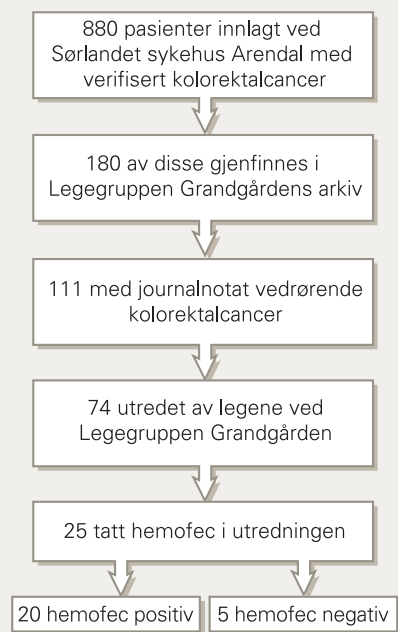 880 pasienter innlagt ved
Sørlandet sykehus Arendal med
verifisert kolorektalcancer
180 av disse gjenfinnes i
Legegruppen Grandgårdens arkiv
111 med journalnotat vedrørende
kolorektalcancer
74 utredet av legene ved
Legegruppen Grandgården
25 tatt hemofec i utredningen
20 hemofec positiv
5 hemofec negativ